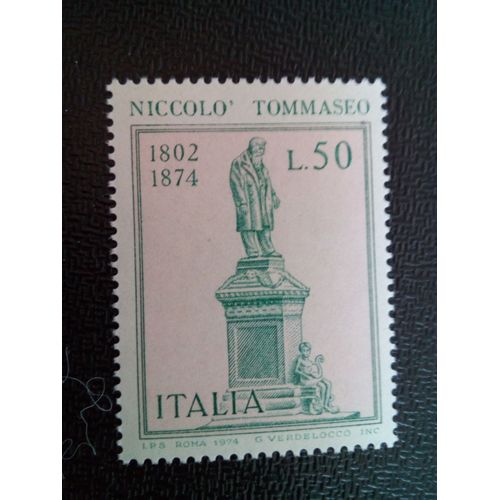 NICCOLO' TOMMASEO
1802
1874
L.50
ITALIA
I.P.S. ROMA 1974 G. VERDELOCCO INC.